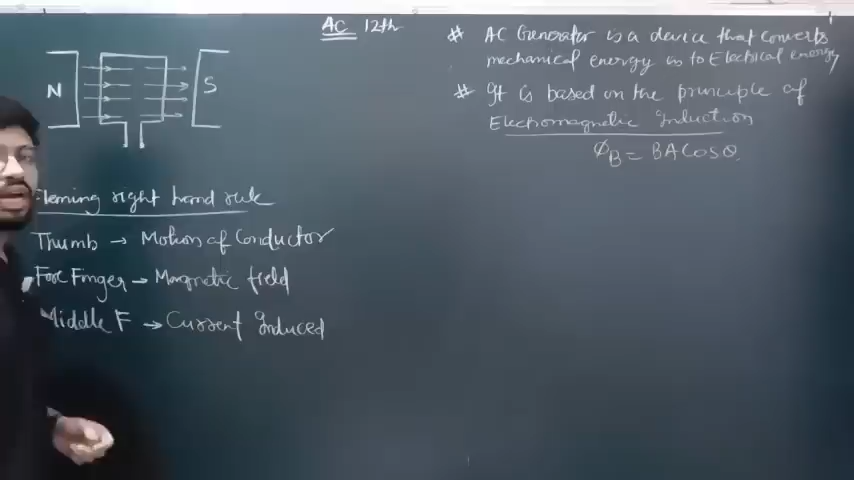 AC 12th
# AC Generator is a device that converts
mechanical energy in to Electrical energy
# It is based on the principle of
Electromagnetic Induction
ϕB = BA Cosθ.
N
S
Fleming right hand rule
Thumb → Motion of Conductor
Fore Finger → Magnetic field
Middle F → Current Induced